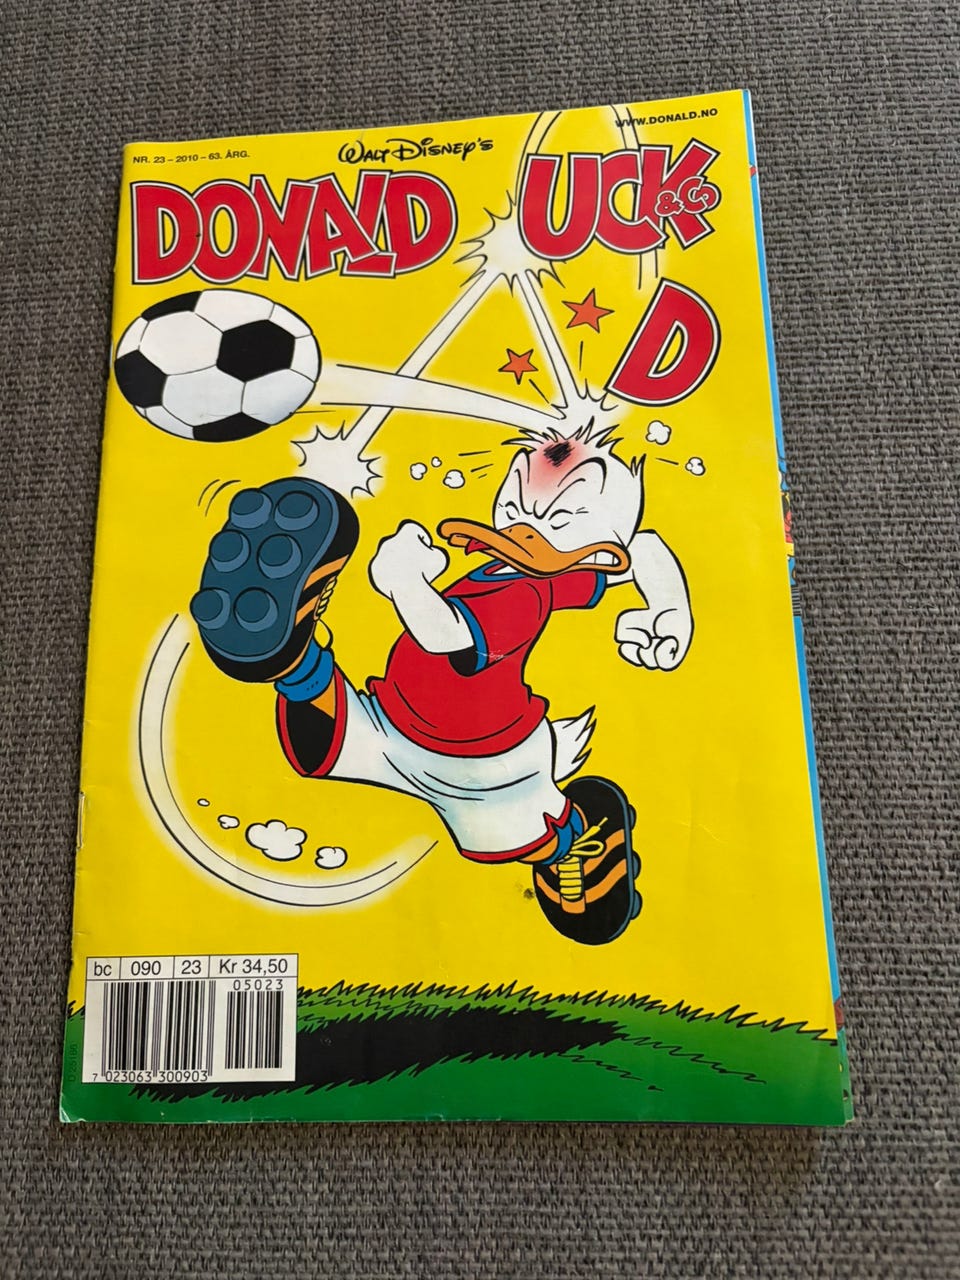 WWW.DONALD.NO
NR. 23 – 2010 – 63. ÅRG.
WALT DISNEY'S
DONALD DUCK &CO
bc 090 23 Kr 34,50
05023
7 023063 300903